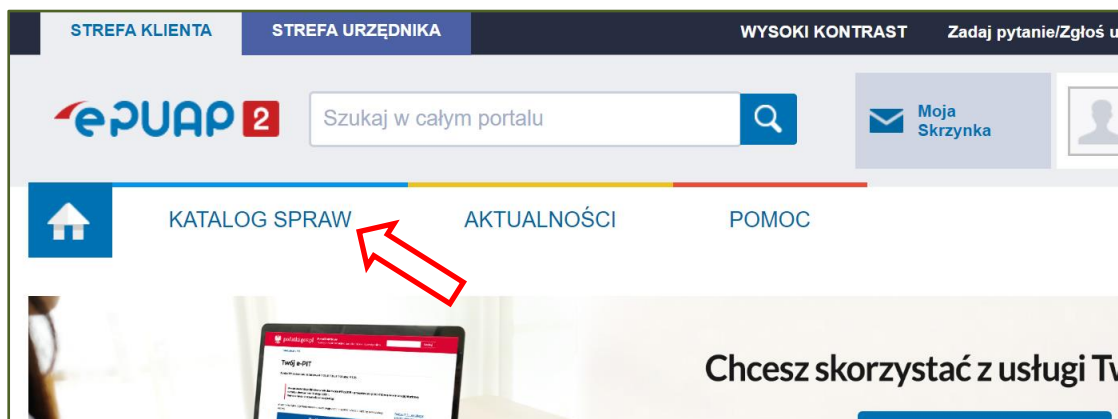 STREFA KLIENTA STREFA URZĘDNIKA WYSOKI KONTRAST Zadaj pytanie/Zgłoś u
ePUAP 2 Szukaj w całym portalu Moja
Skrzynka
KATALOG SPRAW AKTUALNOŚCI POMOC
Twój e-PIT
Chcesz skorzystać z usługi Tw